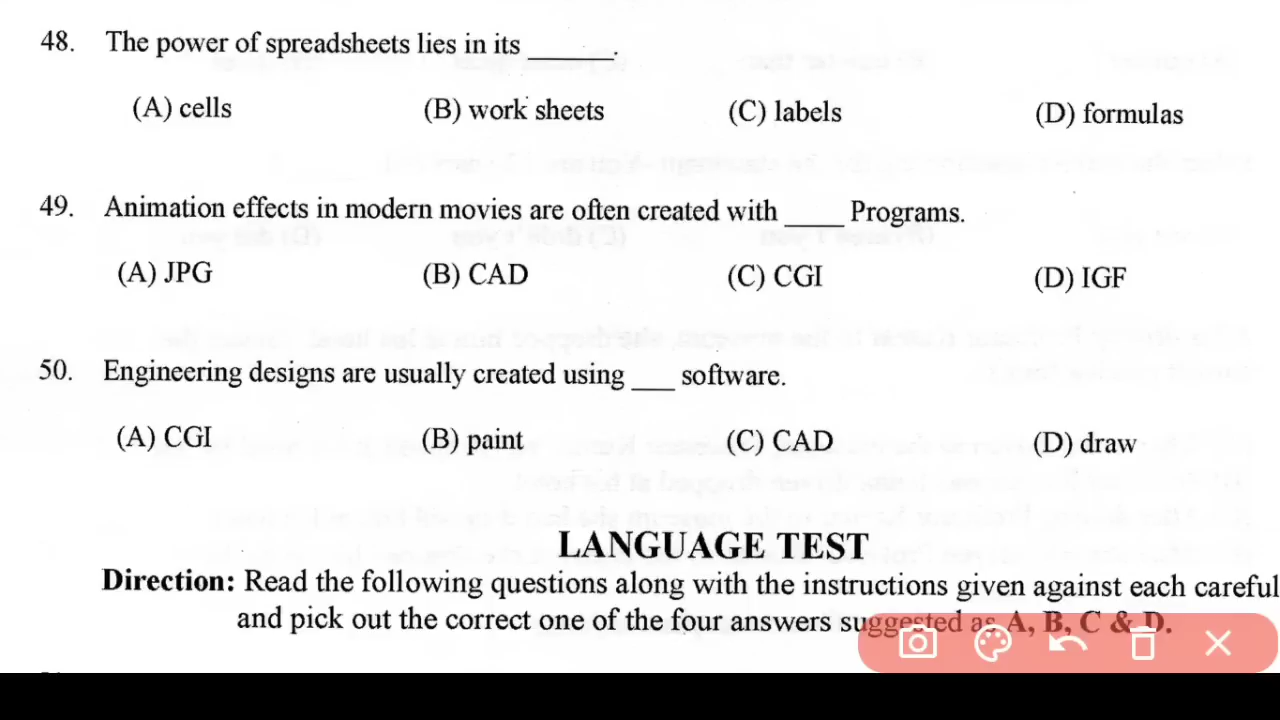 48. The power of spreadsheets lies in its ______.
(A) cells (B) work sheets (C) labels (D) formulas
49. Animation effects in modern movies are often created with ____ Programs.
(A) JPG (B) CAD (C) CGI (D) IGF
50. Engineering designs are usually created using ___ software.
(A) CGI (B) paint (C) CAD (D) draw
LANGUAGE TEST
Direction: Read the following questions along with the instructions given against each careful
and pick out the correct one of the four answers suggested as A, B, C & D.